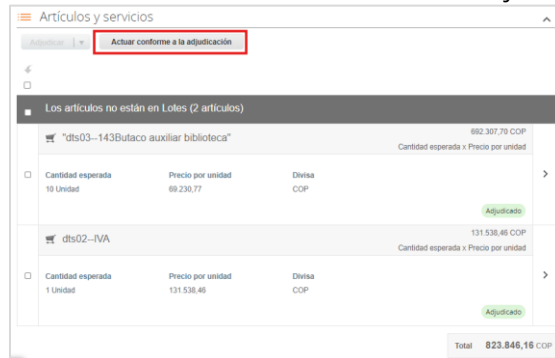 Artículos y servicios
Adjudicar
Actuar conforme a la adjudicación
Los artículos no están en Lotes (2 artículos)
"dts03--143Butaco auxiliar biblioteca"
692.307,70 COP
Cantidad esperada x Precio por unidad
Cantidad esperada Precio por unidad Divisa
10 Unidad 69.230,77 COP
Adjudicado
dts02--IVA
131.538,46 COP
Cantidad esperada x Precio por unidad
Cantidad esperada Precio por unidad Divisa
1 Unidad 131.538,46 COP
Adjudicado
Total 823.846,16 COP